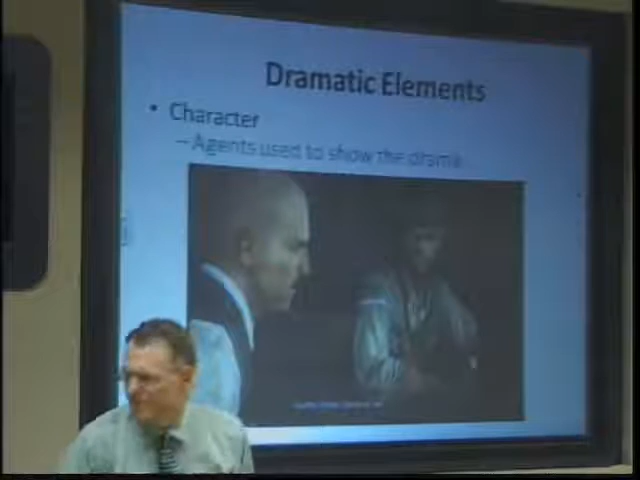 Dramatic Elements
• Character
– Agents used to show the drama